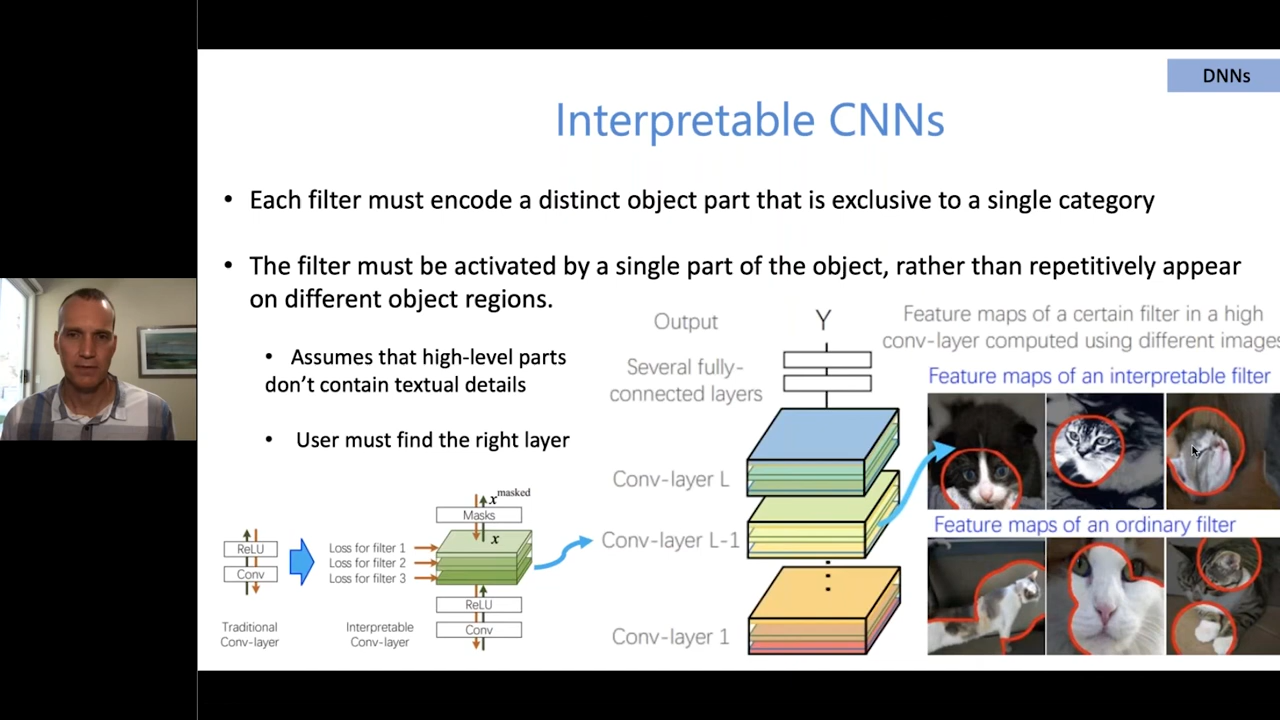 DNNs
Interpretable CNNs
• Each filter must encode a distinct object part that is exclusive to a single category
• The filter must be activated by a single part of the object, rather than repetitively appear
on different object regions.
• Assumes that high-level parts
don't contain textual details
• User must find the right layer
Output
Y
Several fully-
connected layers
Conv-layer L
Conv-layer L-1
Conv-layer 1
Feature maps of a certain filter in a high
conv-layer computed using different images
Feature maps of an interpretable filter
Feature maps of an ordinary filter
ReLU
Conv
Traditional
Conv-layer
Loss for filter 1
Loss for filter 2
Loss for filter 3
x masked
Masks
x
ReLU
Conv
Interpretable
Conv-layer